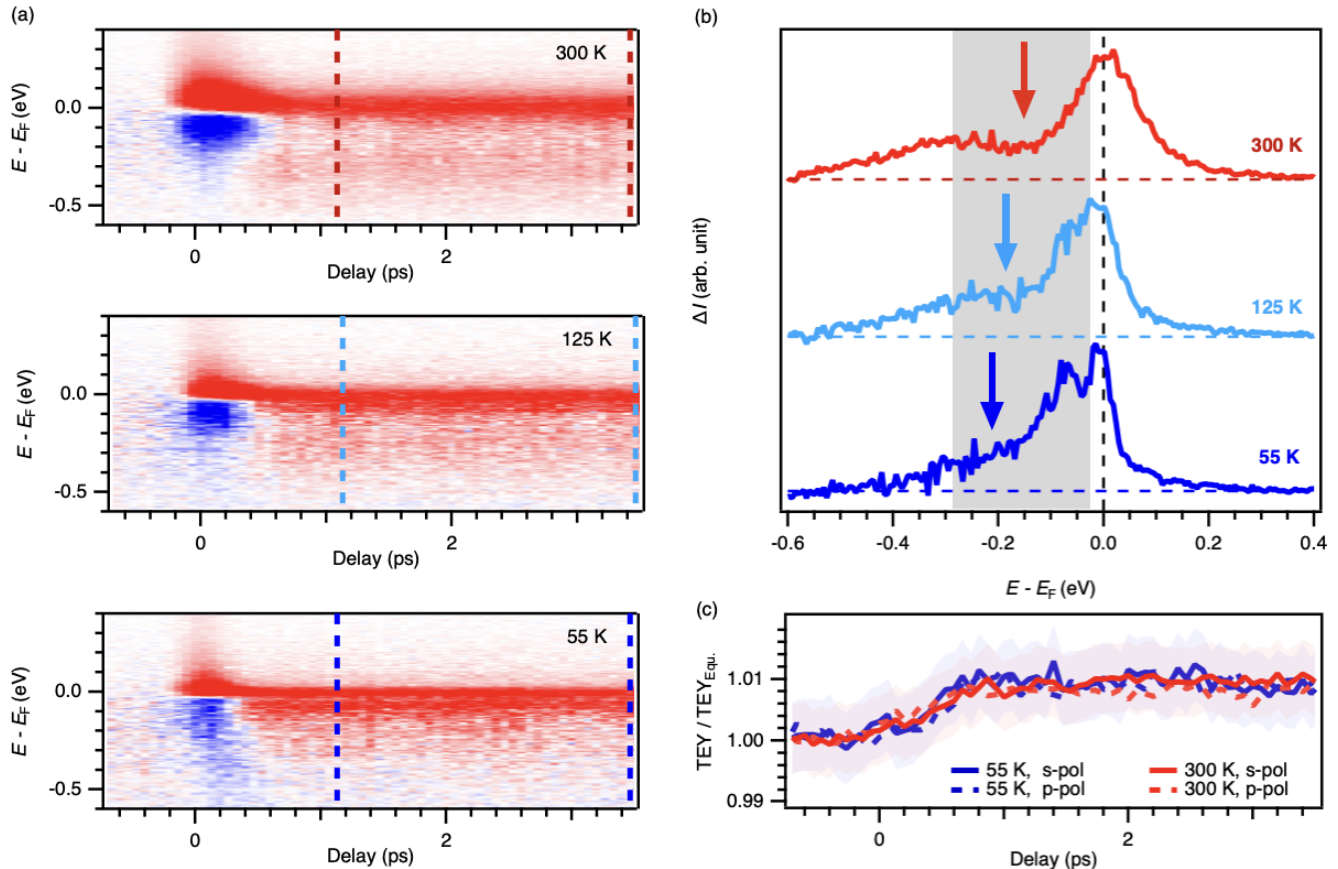 (a)
300 K
0.0
-0.5
E - EF (eV)
0
2
Delay (ps)
125 K
0.0
-0.5
E - EF (eV)
0
2
Delay (ps)
55 K
0.0
-0.5
E - EF (eV)
0
2
Delay (ps)
(b)
300 K
125 K
55 K
ΔI (arb. unit)
-0.6
-0.4
-0.2
0.0
0.2
0.4
E - EF (eV)
(c)
1.01
1.00
0.99
TEY / TEYEqu.
55 K, s-pol
55 K, p-pol
300 K, s-pol
300 K, p-pol
0
2
Delay (ps)